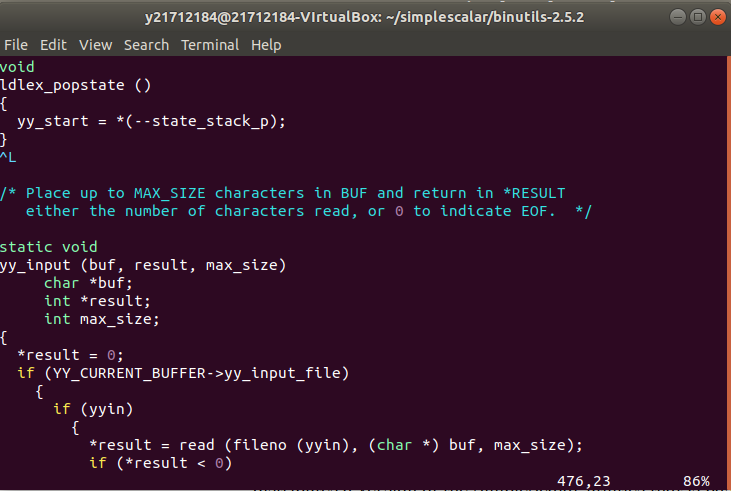 y21712184@21712184-VIrtualBox: ~/simplescalar/binutils-2.5.2
File Edit View Search Terminal Help
void
ldlex_popstate ()
{
  yy_start = *(--state_stack_p);
}
^L
/* Place up to MAX_SIZE characters in BUF and return in *RESULT
   either the number of characters read, or 0 to indicate EOF.  */
static void
yy_input (buf, result, max_size)
     char *buf;
     int *result;
     int max_size;
{
  *result = 0;
  if (YY_CURRENT_BUFFER->yy_input_file)
    {
      if (yyin)
        {
          *result = read (fileno (yyin), (char *) buf, max_size);
          if (*result < 0)
476,23 86%